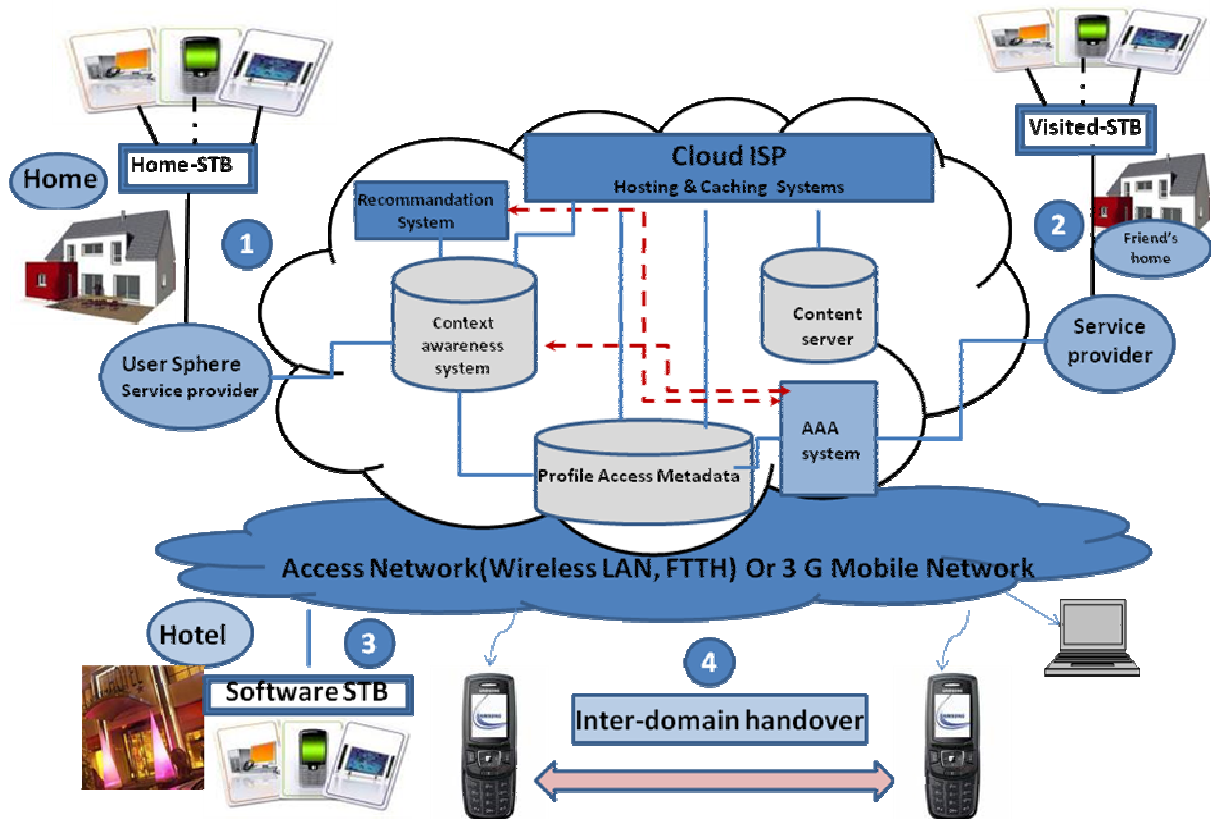 Home-STB
Home
1
User Sphere
Service provider
Cloud ISP
Hosting & Caching Systems
Recommandation
System
Context
awareness
system
Content
server
Profile Access Metadata
AAA
system
Visited-STB
2
Friend's
home
Service
provider
Access Network(Wireless LAN, FTTH) Or 3 G Mobile Network
Hotel
3
Software STB
4
Inter-domain handover
SAMSUNG
SAMSUNG